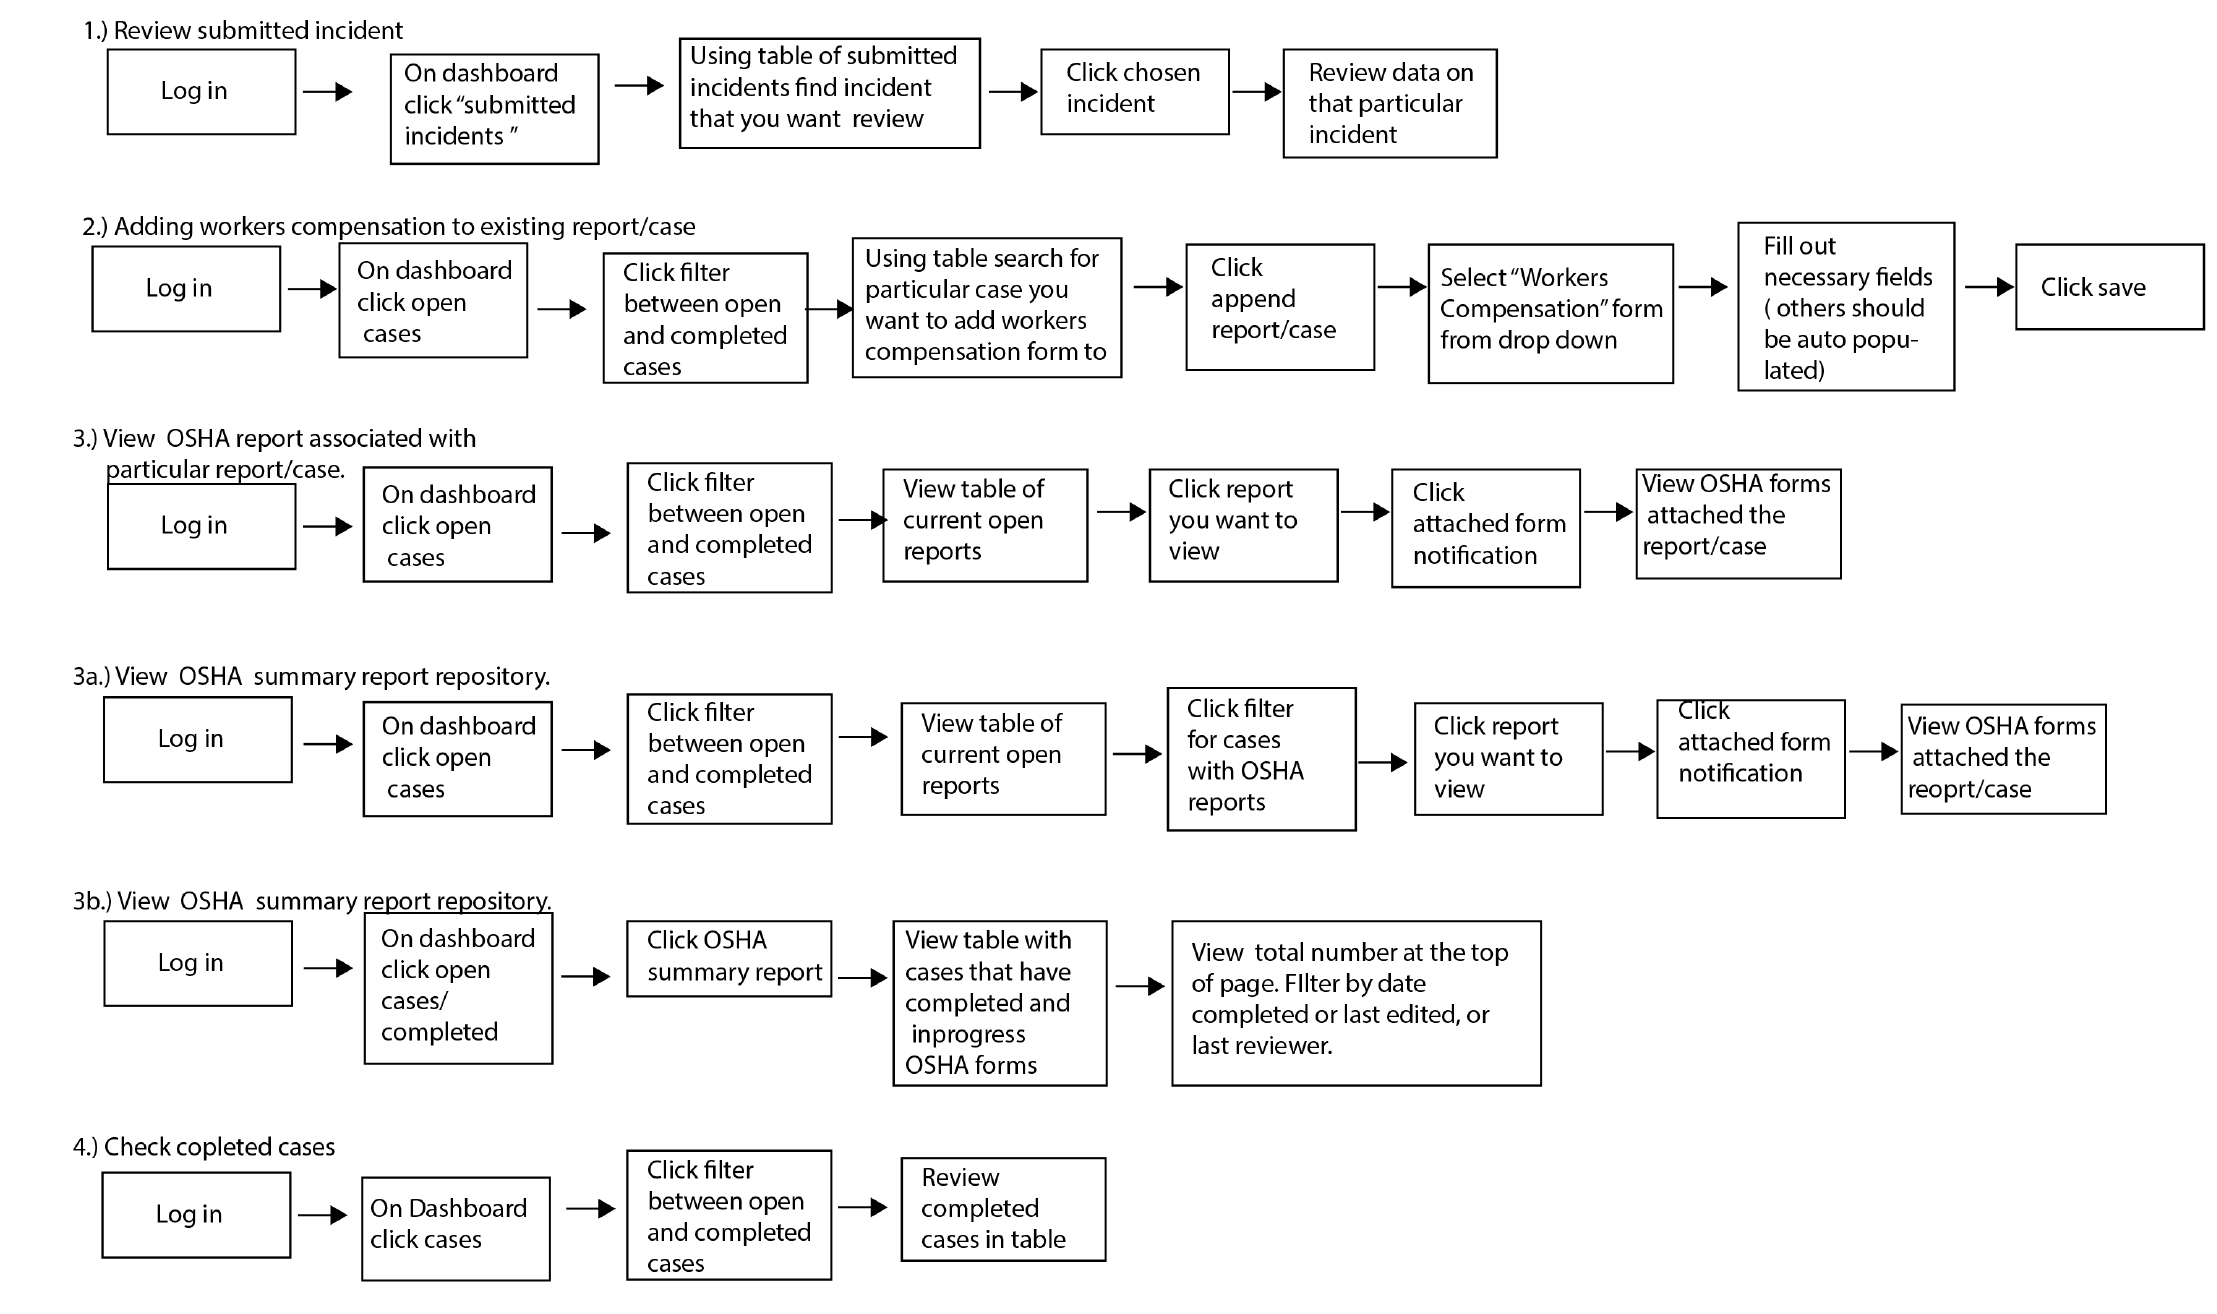 1.) Review submitted incident
Log in
On dashboard
click “submitted
incidents ”
Using table of submitted
incidents find incident
that you want  review
Click chosen
incident
Review data on
that particular
incident
2.) Adding workers compensation to existing report/case
Log in
On dashboard
click open
cases
Click filter
between open
and completed
cases
Using table search for
particular case you
want to add workers
compensation form to
Click
append
report/case
Select “Workers
Compensation” form
from drop down
Fill out
necessary fields
( others should
be auto popu-
lated)
Click save
3.) View  OSHA report associated with
particular report/case.
Log in
On dashboard
click open
cases
Click filter
between open
and completed
cases
View table of
current open
reports
Click report
you want to
view
Click
attached form
notification
View OSHA forms
attached the
report/case
3a.) View  OSHA  summary report repository.
Log in
On dashboard
click open
cases
Click filter
between open
and completed
cases
View table of
current open
reports
Click filter
for cases
with OSHA
reports
Click report
you want to
view
Click
attached form
notification
View OSHA forms
attached the
reoprt/case
3b.) View  OSHA  summary report repository.
Log in
On dashboard
click open
cases/
completed
Click OSHA
summary report
View table with
cases that have
completed and
inprogress
OSHA forms
View  total number at the top
of page. FIlter by date
completed or last edited, or
last reviewer.
4.) Check copleted cases
Log in
On Dashboard
click cases
Click filter
between open
and completed
cases
Review
completed
cases in table